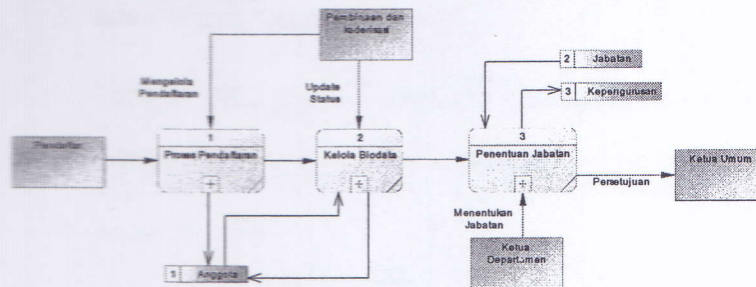 Pembinaan dan
kaderisasi
Mengelola
Pendaftaran
Update
Status
2 Jabatan
3 Kepengurusan
Pendaftar
1
Proses Pendaftaran
2
Kelola Biodata
3
Penentuan Jabatan
Ketua Umum
Persetujuan
Menentukan
Jabatan
1 Anggota
Ketua
Departemen